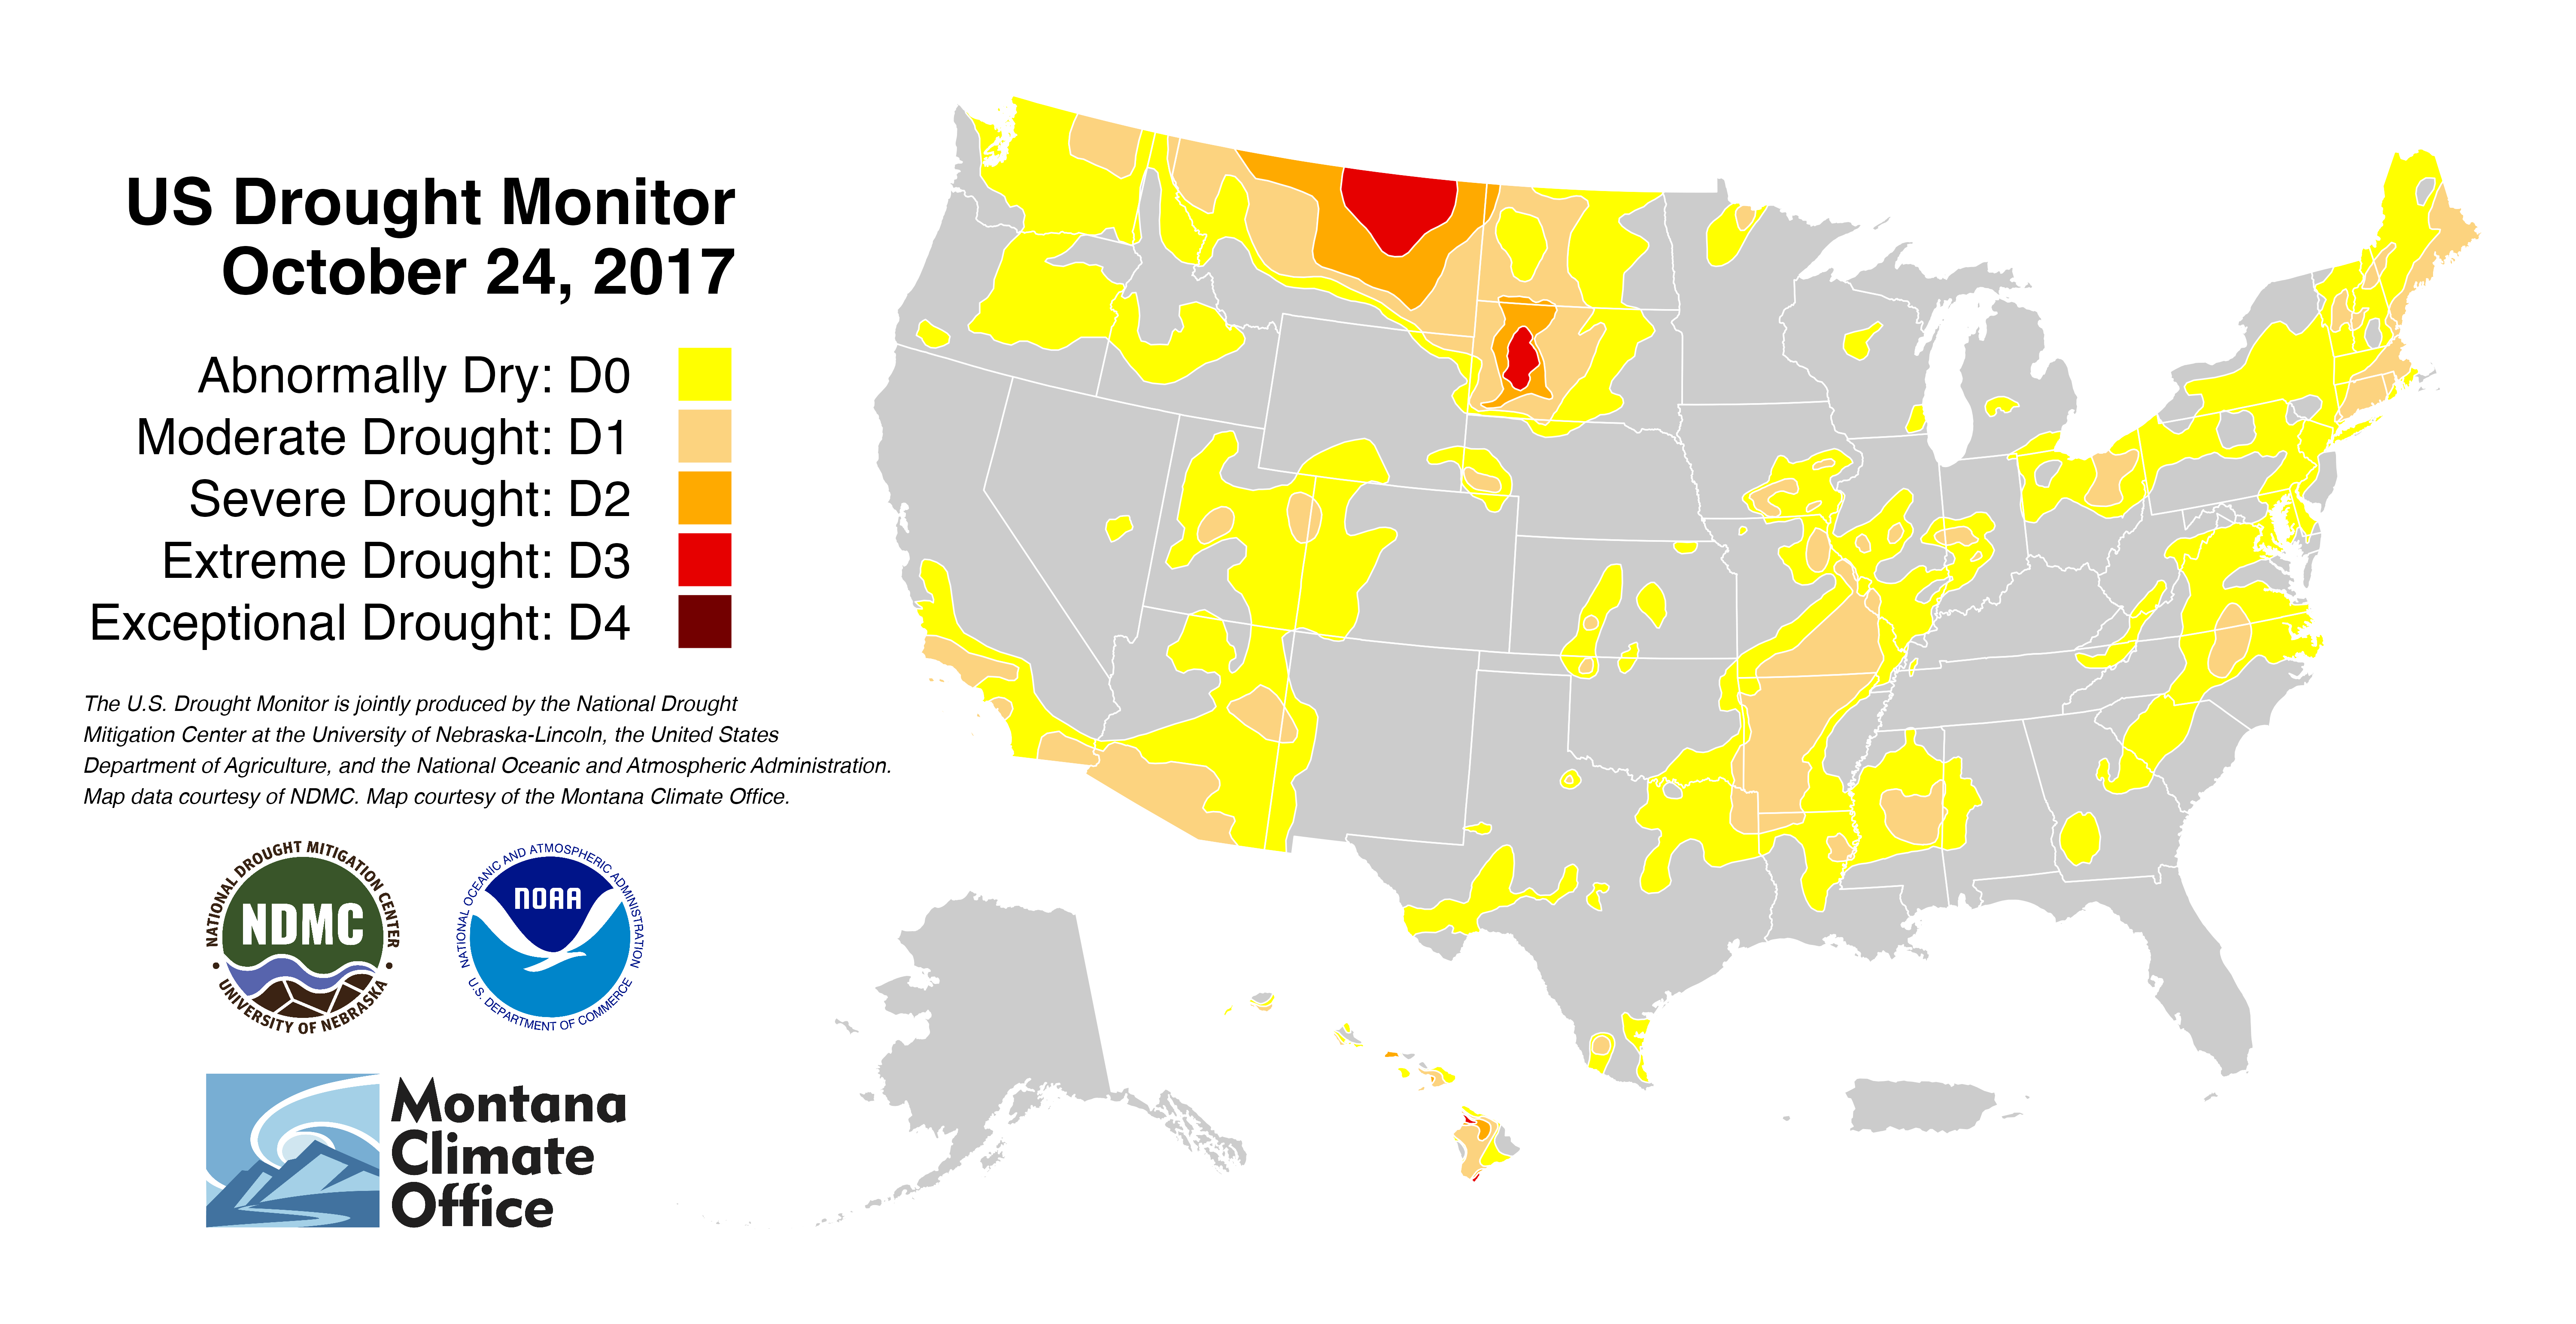 US Drought Monitor
October 24, 2017
Abnormally Dry: D0
Moderate Drought: D1
Severe Drought: D2
Extreme Drought: D3
Exceptional Drought: D4
The U.S. Drought Monitor is jointly produced by the National Drought
Mitigation Center at the University of Nebraska-Lincoln, the United States
Department of Agriculture, and the National Oceanic and Atmospheric Administration.
Map data courtesy of NDMC. Map courtesy of the Montana Climate Office.
NATIONAL DROUGHT MITIGATION CENTER
NDMC
• UNIVERSITY OF NEBRASKA •
NATIONAL OCEANIC AND ATMOSPHERIC ADMINISTRATION
NOAA
U.S. DEPARTMENT OF COMMERCE
Montana
Climate
Office